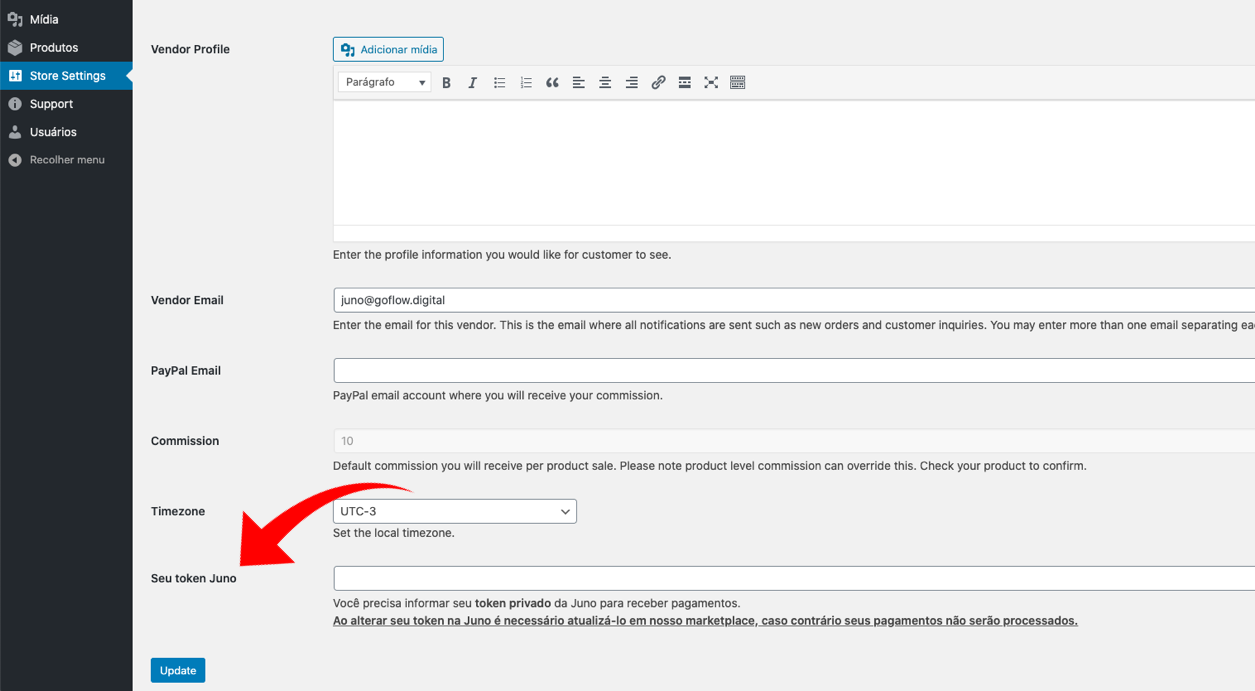 Mídia
Produtos
Store Settings
Support
Usuários
Recolher menu
Vendor Profile
Adicionar mídia
Parágrafo
B I
Enter the profile information you would like for customer to see.
Vendor Email
juno@goflow.digital
Enter the email for this vendor. This is the email where all notifications are sent such as new orders and customer inquiries. You may enter more than one email separating ea
PayPal Email
PayPal email account where you will receive your commission.
Commission
10
Default commission you will receive per product sale. Please note product level commission can override this. Check your product to confirm.
Timezone
UTC-3
Set the local timezone.
Seu token Juno
Você precisa informar seu token privado da Juno para receber pagamentos.
Ao alterar seu token na Juno é necessário atualizá-lo em nosso marketplace, caso contrário seus pagamentos não serão processados.
Update